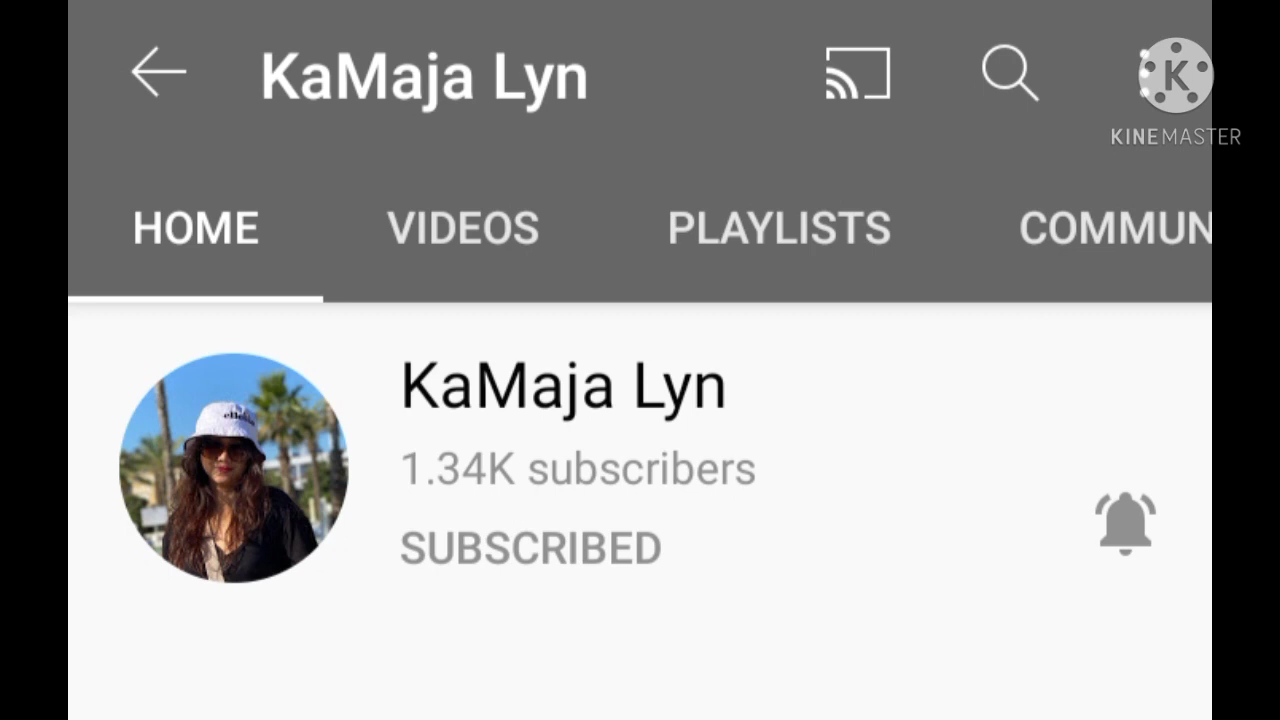 KaMaja Lyn
KINEMASTER
HOME VIDEOS PLAYLISTS COMMUN
KaMaja Lyn
1.34K subscribers
SUBSCRIBED